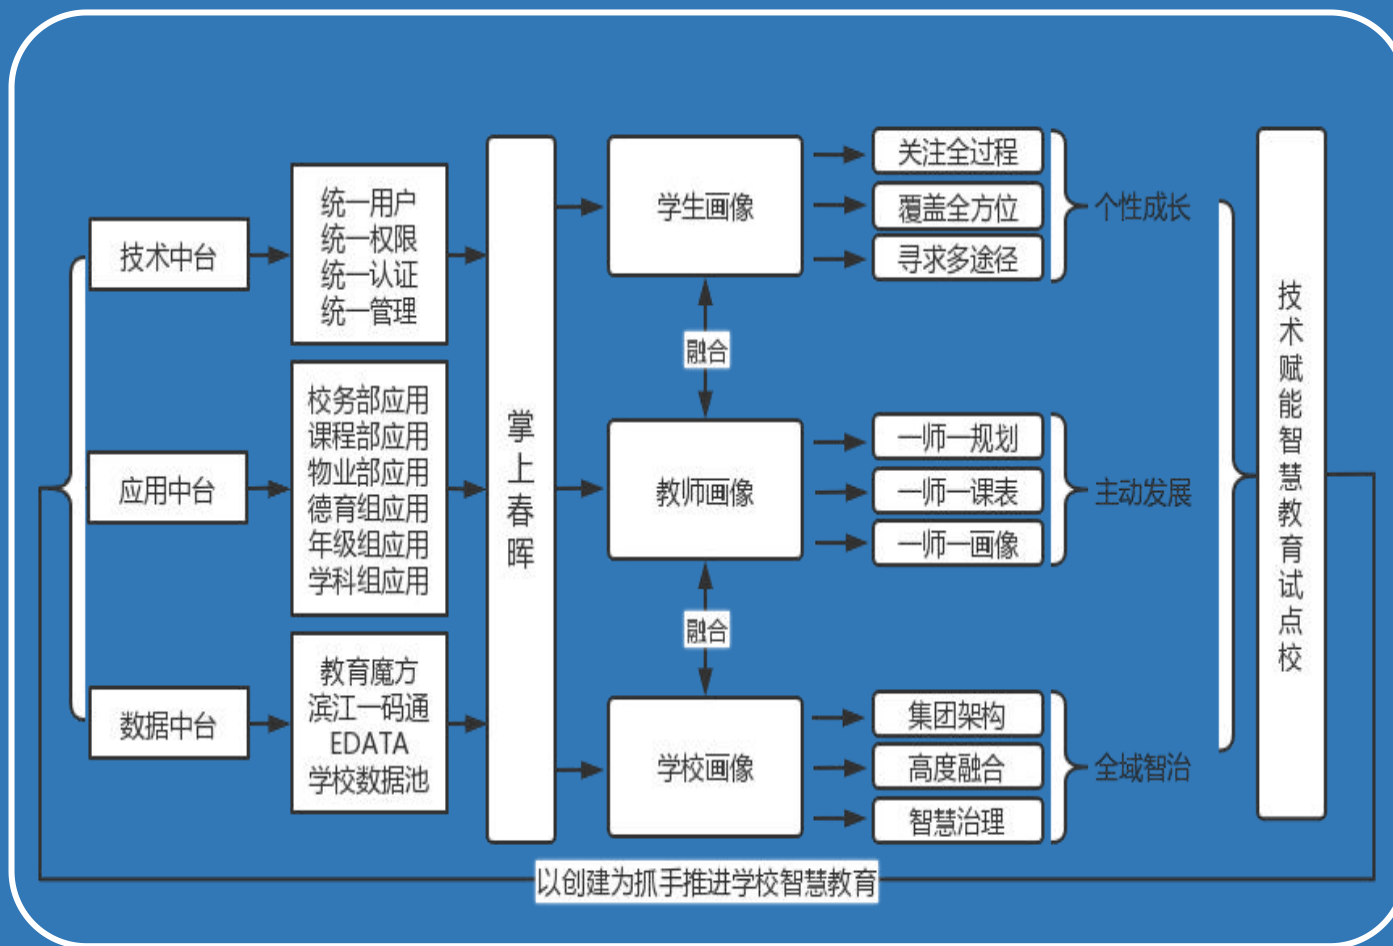 技术中台
统一用户
统一权限
统一认证
统一管理
应用中台
校务部应用
课程部应用
物业部应用
德育组应用
年级组应用
学科组应用
数据中台
教育魔方
滨江一码通
EDATA
学校数据池
掌上春晖
学生画像
关注全过程
覆盖全方位
寻求多途径
个性成长
融合
教师画像
一师一规划
一师一课表
一师一画像
主动发展
融合
学校画像
集团架构
高度融合
智慧治理
全域智治
技术赋能智慧教育试点校
以创建为抓手推进学校智慧教育